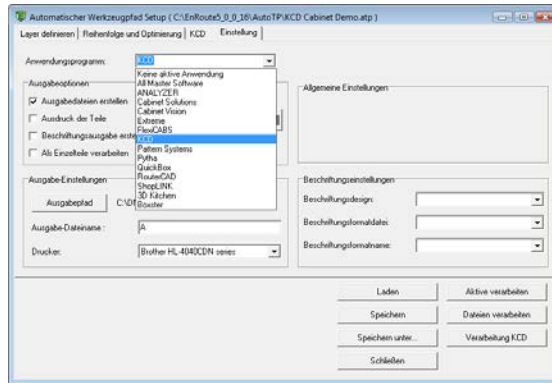 Automatischer Werkzeugpfad Setup ( C:\EnRoute5_0_0_16\AutoTP\KCD Cabinet Demo.atp )
Layer definieren | Reihenfolge und Optimierung | KCD | Einstellung
Anwendungsprogramm: KCD
Keine aktive Anwendung
All Master Software
ANALYZER
Cabinet Solutions
Cabinet Vision
Extreme
FlexiCABS
KCD
Pattern Systems
Pytha
QuickBox
RouterCAD
ShopLINK
3D Kitchen
Boxster
Ausgabeoptionen
Ausgabedateien erstellen
Ausdruck der Teile
Beschriftungsausgabe
Als Einzelteile verarbeiten
Allgemeine Einstellungen
Ausgabe-Einstellungen
Ausgabepfad
Ausgabe-Dateiname : A
Drucker: Brother HL-4040CDN series
Beschriftungseinstellungen
Beschriftungsdesign:
Beschriftungsformatdatei:
Beschriftungsformatname:
Laden
Aktive verarbeiten
Speichern
Dateien verarbeiten
Speichern unter...
Verarbeitung KCD
Schließen